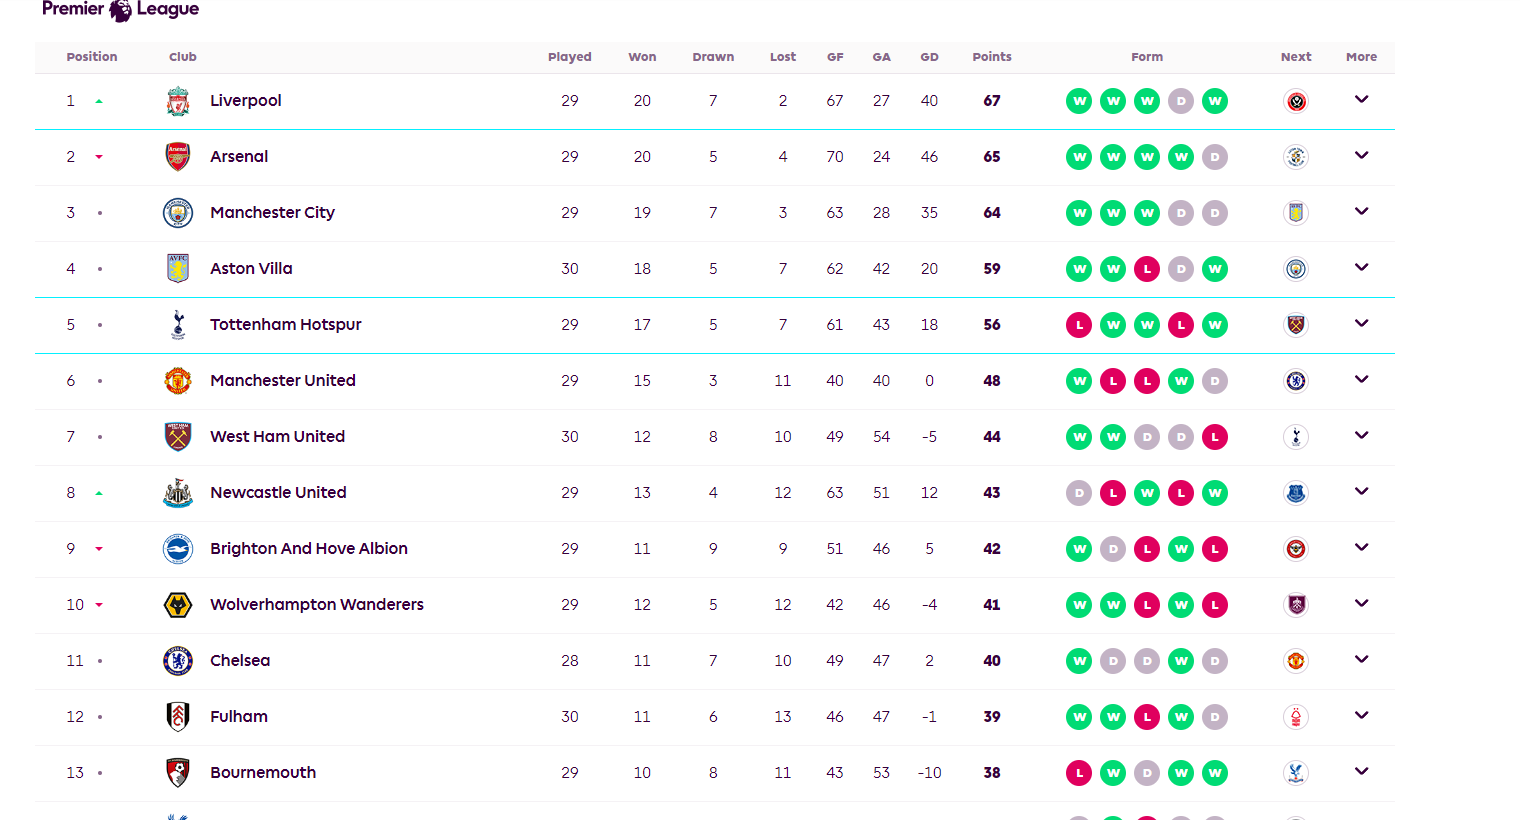 Premier League
Position Club Played Won Drawn Lost GF GA GD Points Form Next More
1 Liverpool 29 20 7 2 67 27 40 67 W W W D W
2 Arsenal 29 20 5 4 70 24 46 65 W W W W D
3 Manchester City 29 19 7 3 63 28 35 64 W W W D D
4 Aston Villa 30 18 5 7 62 42 20 59 W W L D W
5 Tottenham Hotspur 29 17 5 7 61 43 18 56 L W W L W
6 Manchester United 29 15 3 11 40 40 0 48 W L L W D
7 West Ham United 30 12 8 10 49 54 -5 44 W W D D L
8 Newcastle United 29 13 4 12 63 51 12 43 D L W L W
9 Brighton And Hove Albion 29 11 9 9 51 46 5 42 W D L W L
10 Wolverhampton Wanderers 29 12 5 12 42 46 -4 41 W W L W L
11 Chelsea 28 11 7 10 49 47 2 40 W D D W D
12 Fulham 30 11 6 13 46 47 -1 39 W W L W D
13 Bournemouth 29 10 8 11 43 53 -10 38 L W D W W